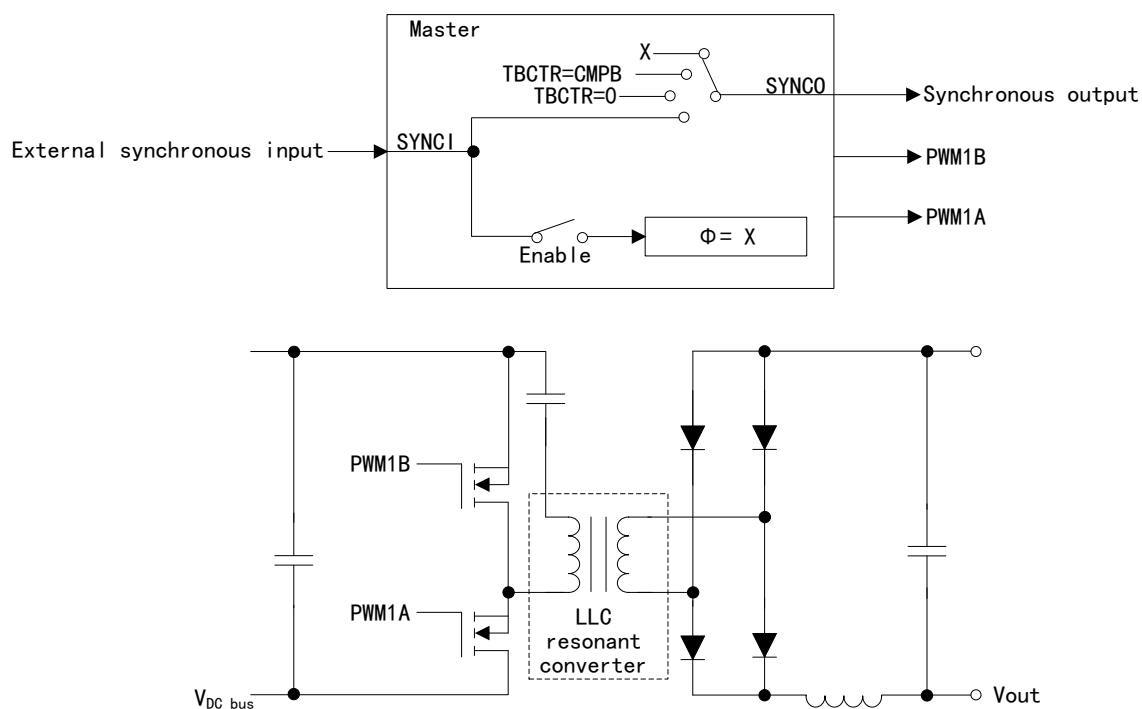 Master
X
TBCTR=CMPB
TBCTR=0
SYNCO
Synchronous output
External synchronous input
SYNCI
PWM1B
PWM1A
Enable
Φ= X
PWM1B
PWM1A
LLC
resonant
converter
VDC bus
Vout